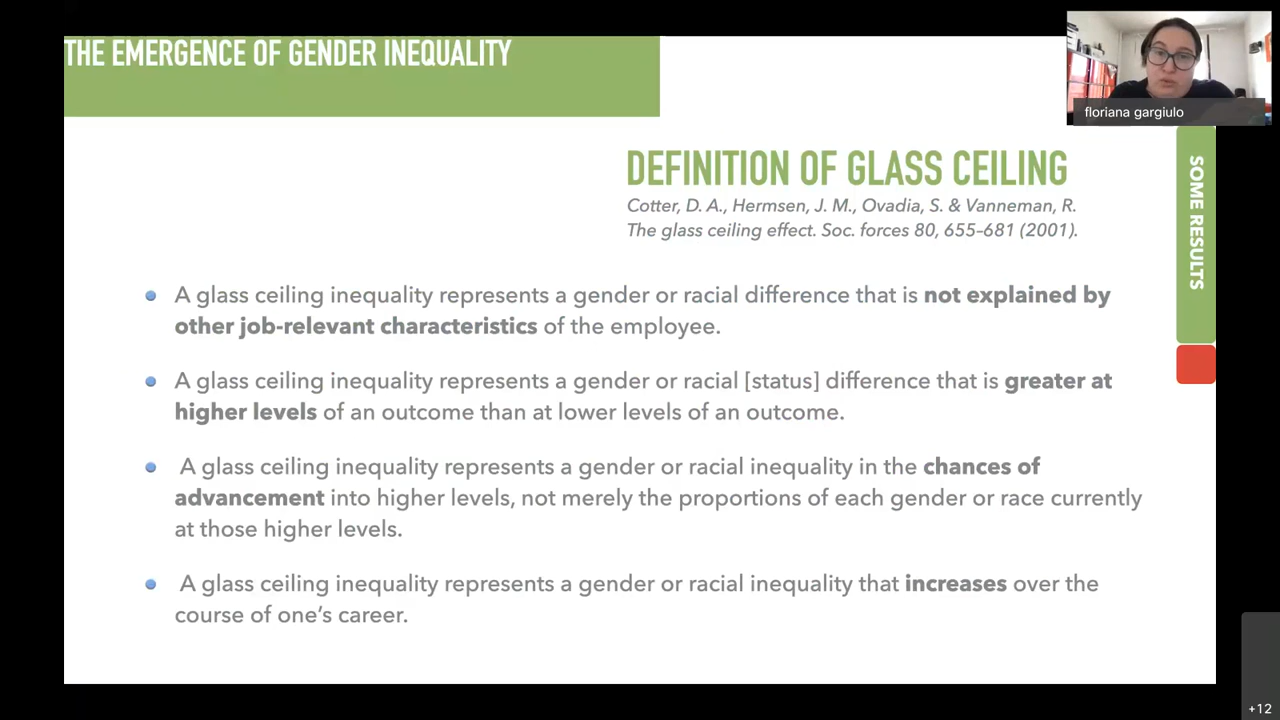 THE EMERGENCE OF GENDER INEQUALITY
floriana gargiulo
DEFINITION OF GLASS CEILING
Cotter, D. A., Hermsen, J. M., Ovadia, S. & Vanneman, R.
The glass ceiling effect. Soc. forces 80, 655–681 (2001).
SOME RESULTS
A glass ceiling inequality represents a gender or racial difference that is not explained by
other job-relevant characteristics of the employee.
A glass ceiling inequality represents a gender or racial [status] difference that is greater at
higher levels of an outcome than at lower levels of an outcome.
A glass ceiling inequality represents a gender or racial inequality in the chances of
advancement into higher levels, not merely the proportions of each gender or race currently
at those higher levels.
A glass ceiling inequality represents a gender or racial inequality that increases over the
course of one’s career.
+12